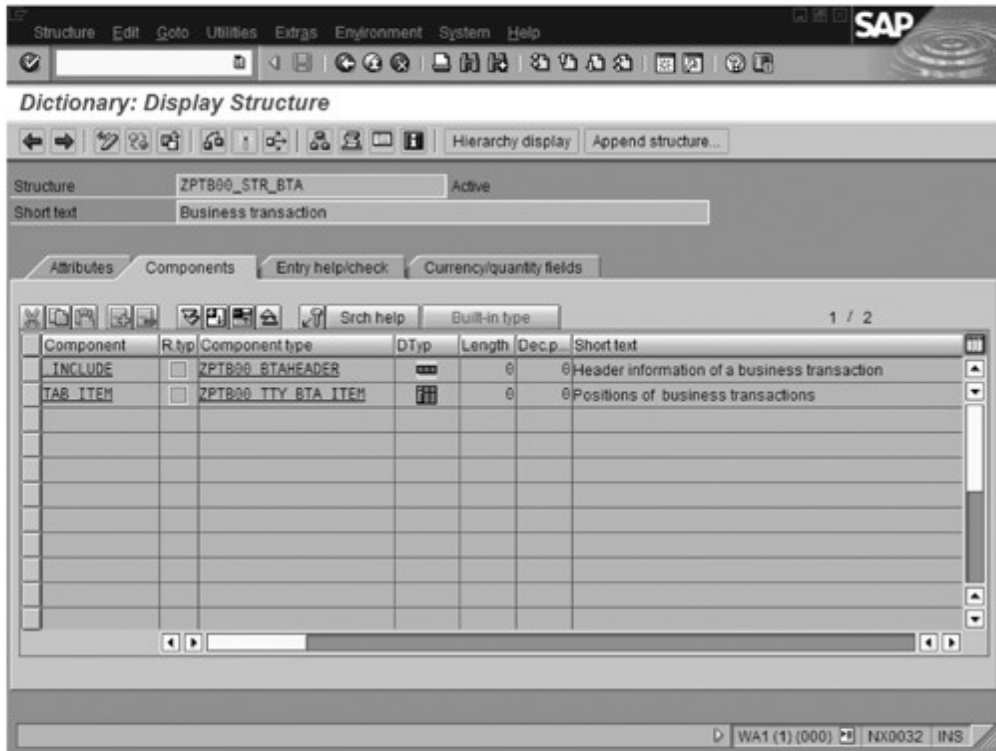 Structure Edit Goto Utilities Extras Environment System Help
SAP
Dictionary: Display Structure
Hierarchy display Append structure...
Structure ZPTB00_STR_BTA Active
Short text Business transaction
Attributes Components Entry help/check Currency/quantity fields
Srch help Built-in type 1 / 2
Component R.typ Component type DTyp Length Dec.p... Short text
.INCLUDE ZPTB00_BTAHEADER 0 0 Header information of a business transaction
TAB_ITEM ZPTB00_TTY_BTA_ITEM 0 0 Positions of business transactions
WA1 (1) (000) NX0032 INS